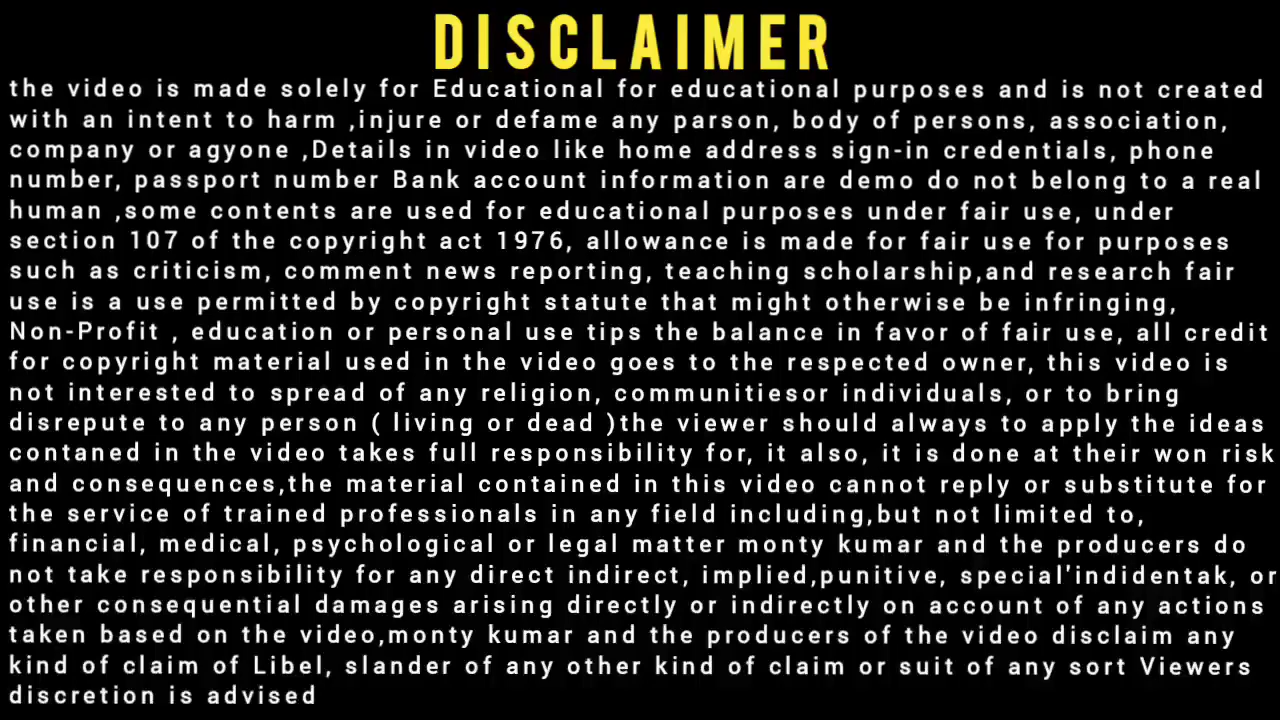 DISCLAIMER
the video is made solely for Educational for educational purposes and is not created
with an intent to harm ,injure or defame any parson, body of persons, association,
company or agyone ,Details in video like home address sign-in credentials, phone
number, passport number Bank account information are demo do not belong to a real
human ,some contents are used for educational purposes under fair use, under
section 107 of the copyright act 1976, allowance is made for fair use for purposes
such as criticism, comment news reporting, teaching scholarship,and research fair
use is a use permitted by copyright statute that might otherwise be infringing,
Non-Profit , education or personal use tips the balance in favor of fair use, all credit
for copyright material used in the video goes to the respected owner, this video is
not interested to spread of any religion, communitiesor individuals, or to bring
disrepute to any person ( living or dead )the viewer should always to apply the ideas
contaned in the video takes full responsibility for, it also, it is done at their won risk
and consequences,the material contained in this video cannot reply or substitute for
the service of trained professionals in any field including,but not limited to,
financial, medical, psychological or legal matter monty kumar and the producers do
not take responsibility for any direct indirect, implied,punitive, special'indidentak, or
other consequential damages arising directly or indirectly on account of any actions
taken based on the video,monty kumar and the producers of the video disclaim any
kind of claim of Libel, slander of any other kind of claim or suit of any sort Viewers
discretion is advised